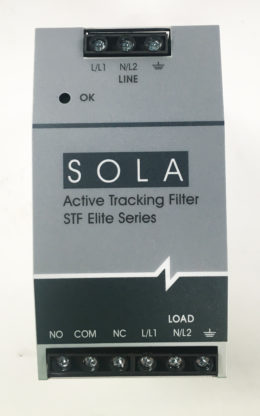 L/L1 N/L2
LINE
OK
SOLA
Active Tracking Filter
STF Elite Series
LOAD
NO COM NC L/L1 N/L2